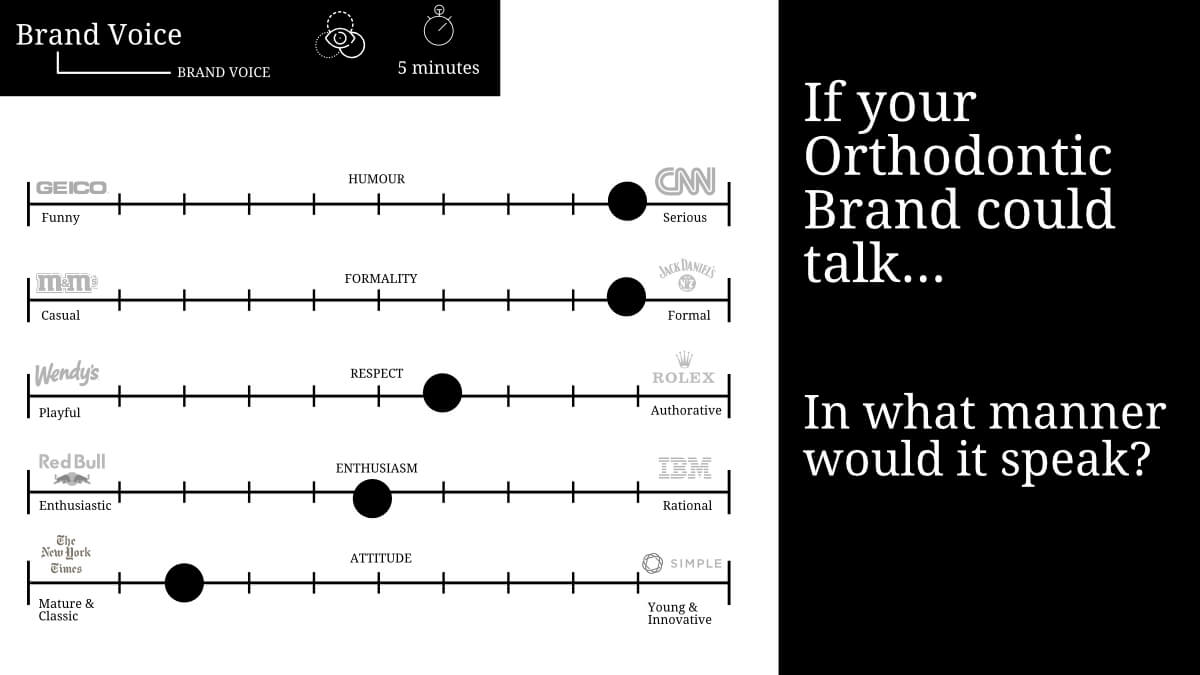 Brand Voice
BRAND VOICE
5 minutes
If your
Orthodontic
Brand could
talk...
In what manner
would it speak?
GEICO
HUMOUR
CNN
Funny
Serious
m&m's
FORMALITY
JACK DANIEL'S
Nº7
Casual
Formal
Wendy's
RESPECT
ROLEX
Playful
Authorative
Red Bull
ENTHUSIASM
IBM
Enthusiastic
Rational
The
New York
Times
ATTITUDE
SIMPLE
Mature &
Classic
Young &
Innovative